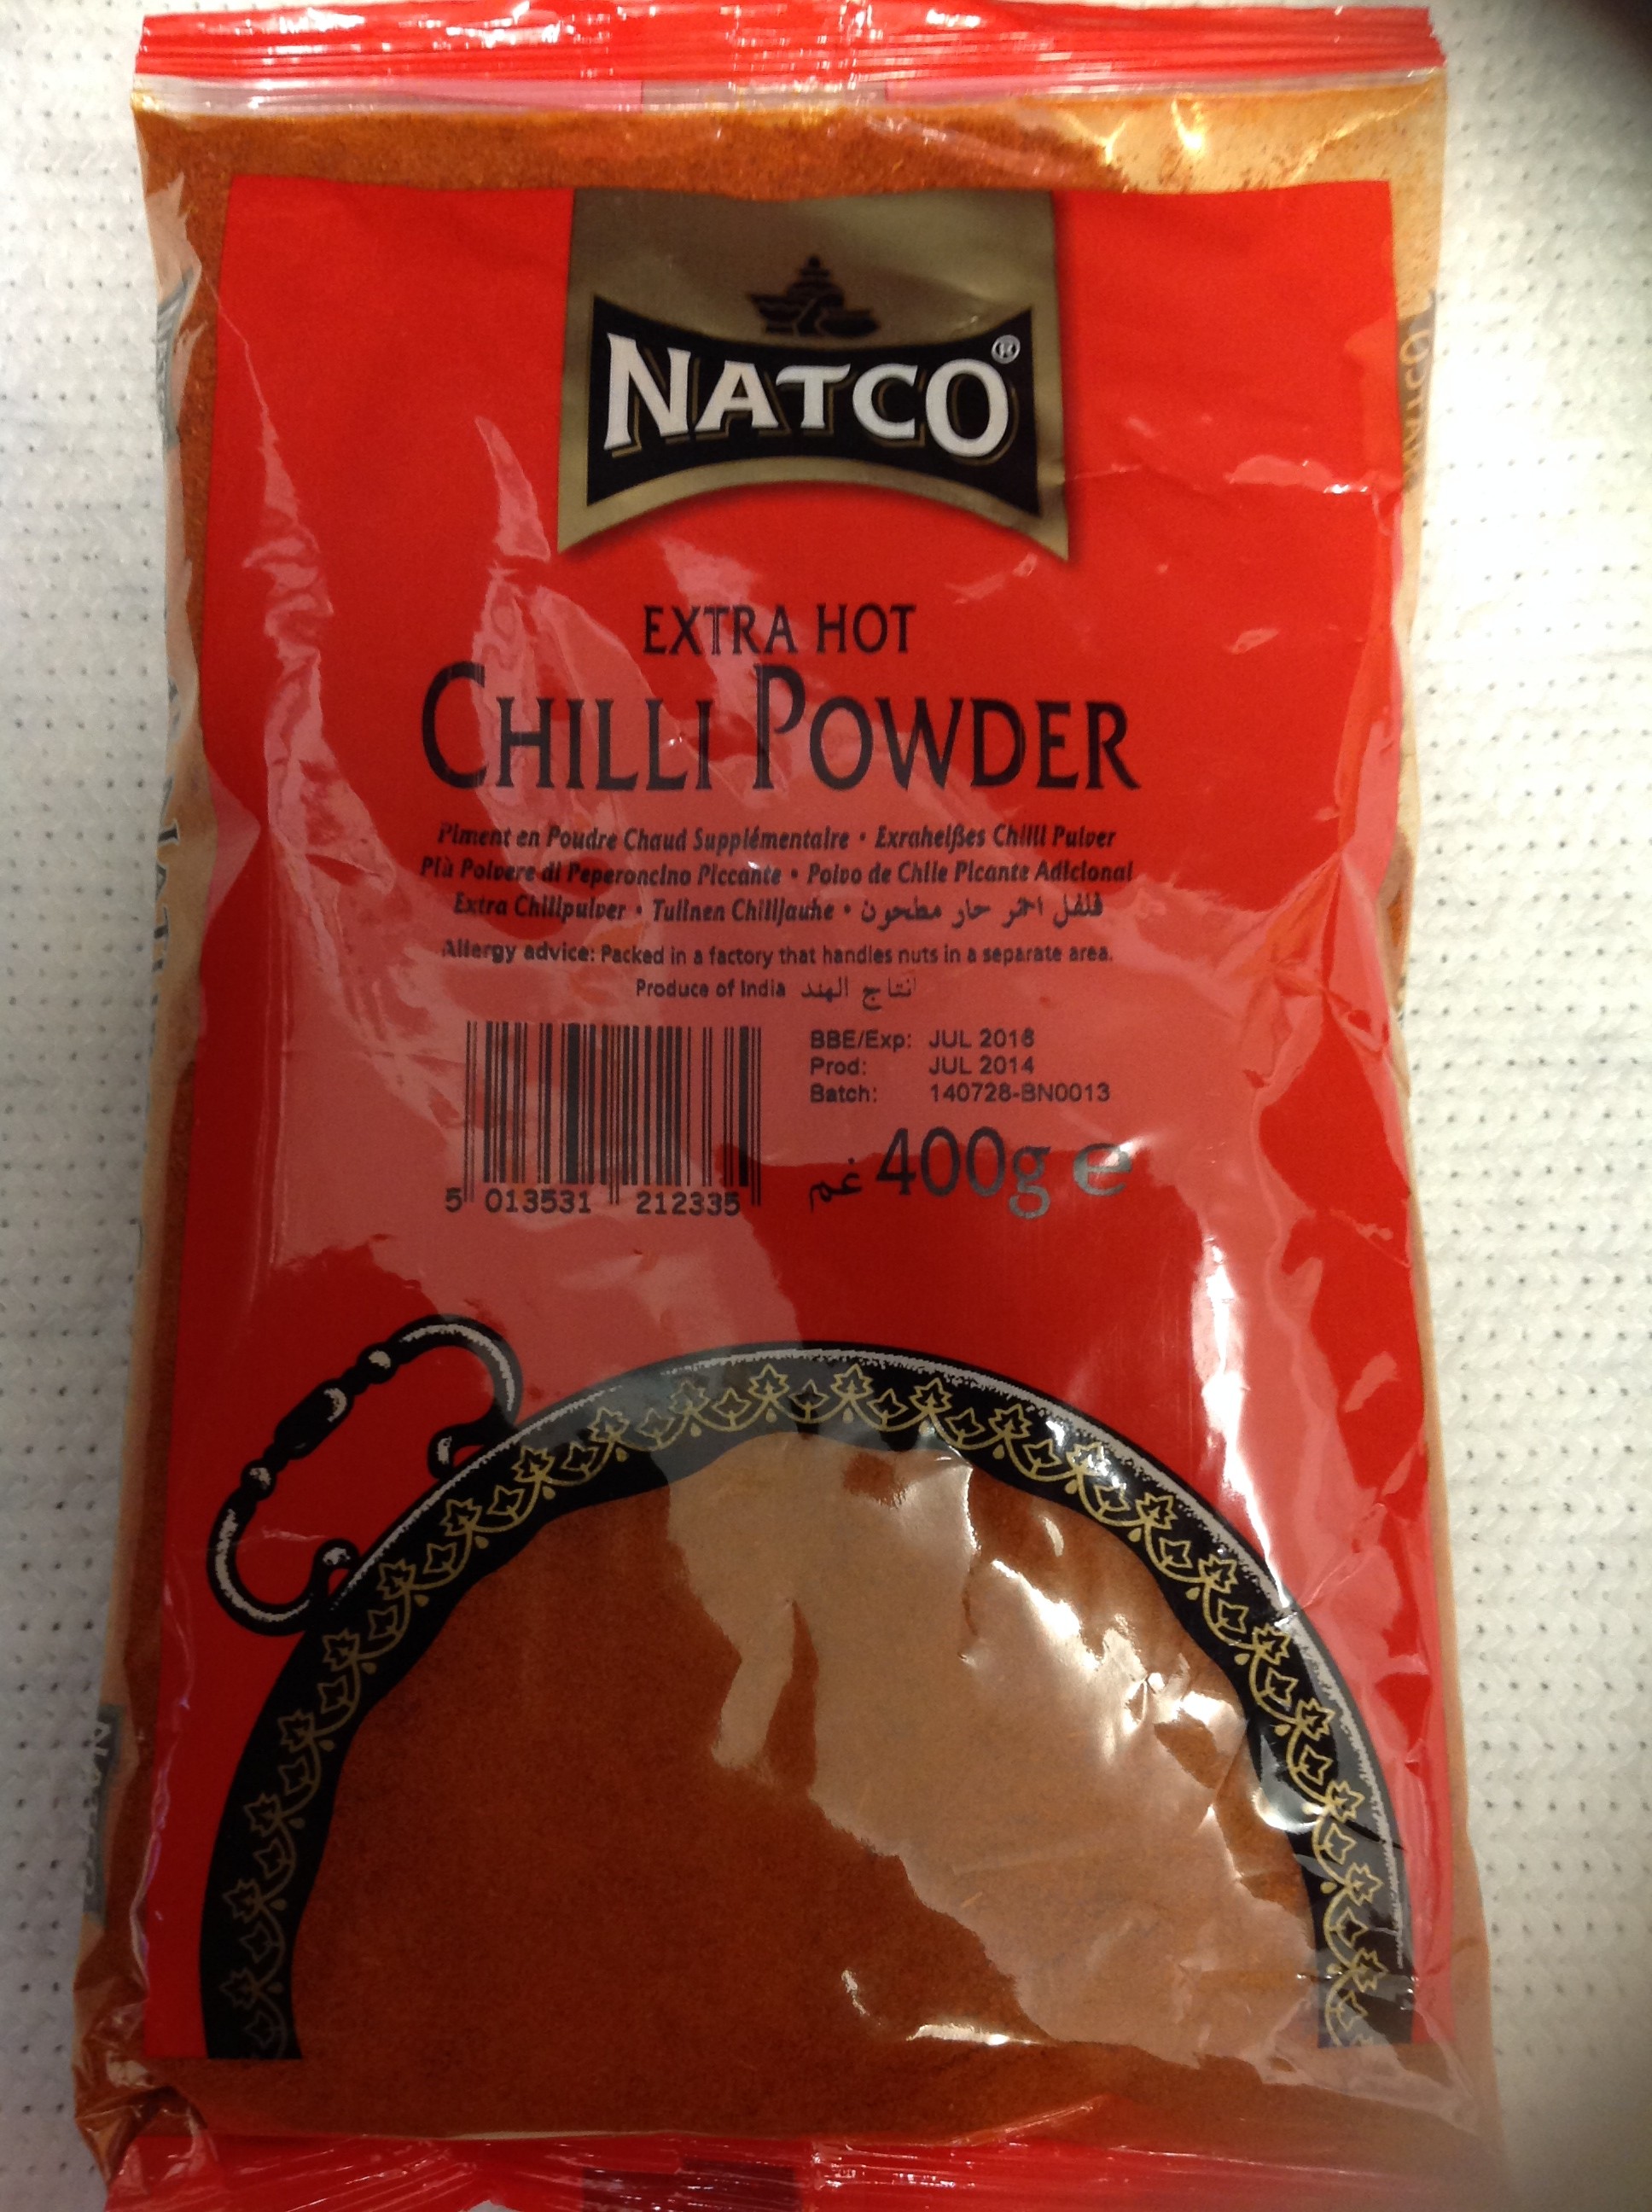 NATCO®
EXTRA HOT
CHILLI POWDER
Piment en Poudre Chaud Supplémentaire • Exraheißes Chilli Pulver
Più Polvere di Peperoncino Piccante • Polvo de Chile Picante Adicional
Extra Chilipulver • Tulinen Chilijauhe • فلفل احمر حار مطحون
Allergy advice: Packed in a factory that handles nuts in a separate area.
Produce of India انتاج الهند
BBE/Exp: JUL 2016
Prod: JUL 2014
Batch: 140728-BN0013
400g e غم
5 013531 212335
NATCO